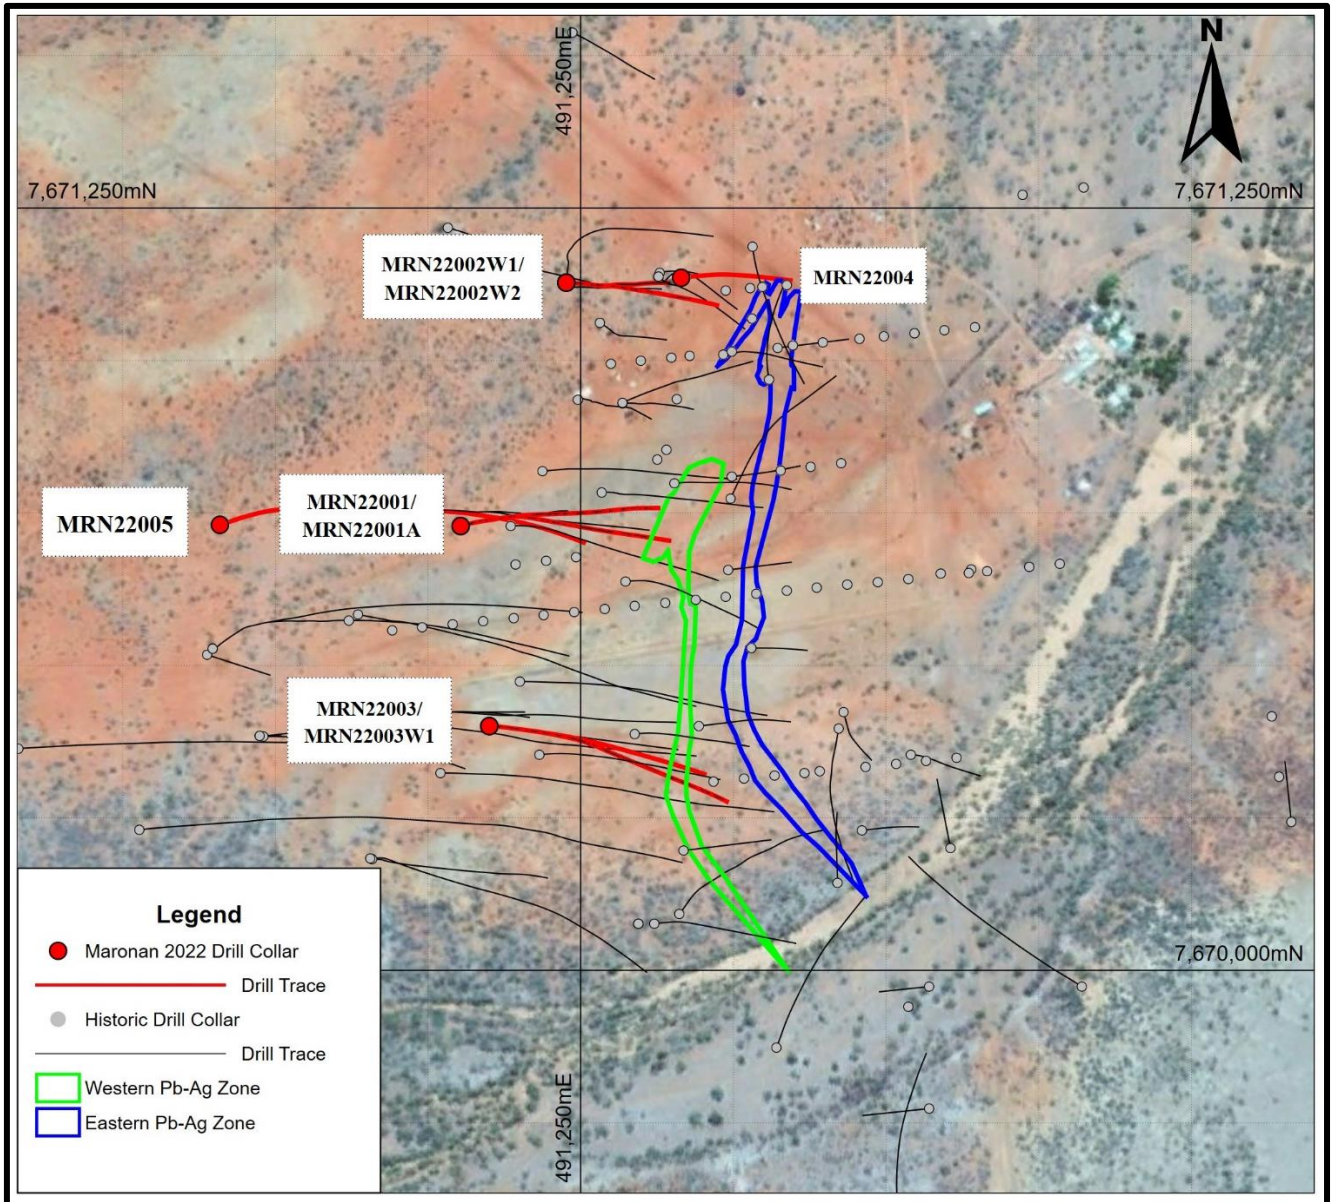 N
491,250mE
7,671,250mN
7,671,250mN
MRN22002W1/
MRN22002W2
MRN22004
MRN22005
MRN22001/
MRN22001A
MRN22003/
MRN22003W1
7,670,000mN
491,250mE
Legend
Maronan 2022 Drill Collar
Drill Trace
Historic Drill Collar
Drill Trace
Western Pb-Ag Zone
Eastern Pb-Ag Zone